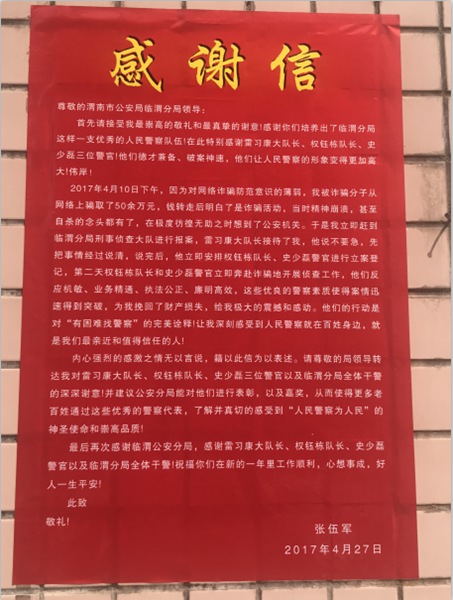 感谢信
尊敬的渭南市公安局临渭分局领导：
首先请接受我最崇高的敬礼和最真挚的谢意!感谢你们培养出了临渭分局
这样一支优秀的人民警察队伍!在此特别感谢雷习康大队长、权钰栋队长、史
少磊三位警官!他们德才兼备、破案神速，他们让人民警察的形象变得更加高
大!伟岸!
2017年4月10日下午，因为对网络诈骗防范意识的薄弱，我被诈骗分子从
网络上骗取了50余万元，钱转走后明白了是诈骗活动，当时精神崩溃，甚至
自杀的念头都有了，在极度彷徨无助之时想到了公安机关。于是我立即赶到
临渭分局刑事侦查大队进行报案，雷习康大队长接待了我，他说不要急，先
把事情经过说清，说完后，他立即安排权钰栋队长、史少磊警官进行立案登
记，第二天权钰栋队长和史少磊警官立即奔赴诈骗地开展侦查工作，他们反
应机敏、业务精通、执法公正、廉明高效，这些优良的警察素质使得案情迅
速得到突破，为我挽回了财产损失，给我极大的震撼和感动。他们的行动是
对“有困难找警察”的完美诠释!让我深刻感受到人民警察就在百姓身边，就
是我们最亲近和值得信任的人!
内心强烈的感激之情无以言说，籍以此信为以表述。请尊敬的局领导转
达我对雷习康大队长、权钰栋队长、史少磊三位警官以及临渭分局全体干警
的深深谢意!并建议公安分局能对他们进行表彰，以及嘉奖，从而使得更多老
百姓通过这些优秀的警察代表，了解并真切的感受到“人民警察为人民”的
神圣使命和崇高品质!
最后再次感谢临渭公安分局，感谢雷习康大队长、权钰栋队长、史少磊
警官以及临渭分局全体干警!祝福你们在新的一年里工作顺利，心想事成，好
人一生平安!
此致
敬礼!
张伍军
2017年4月27日